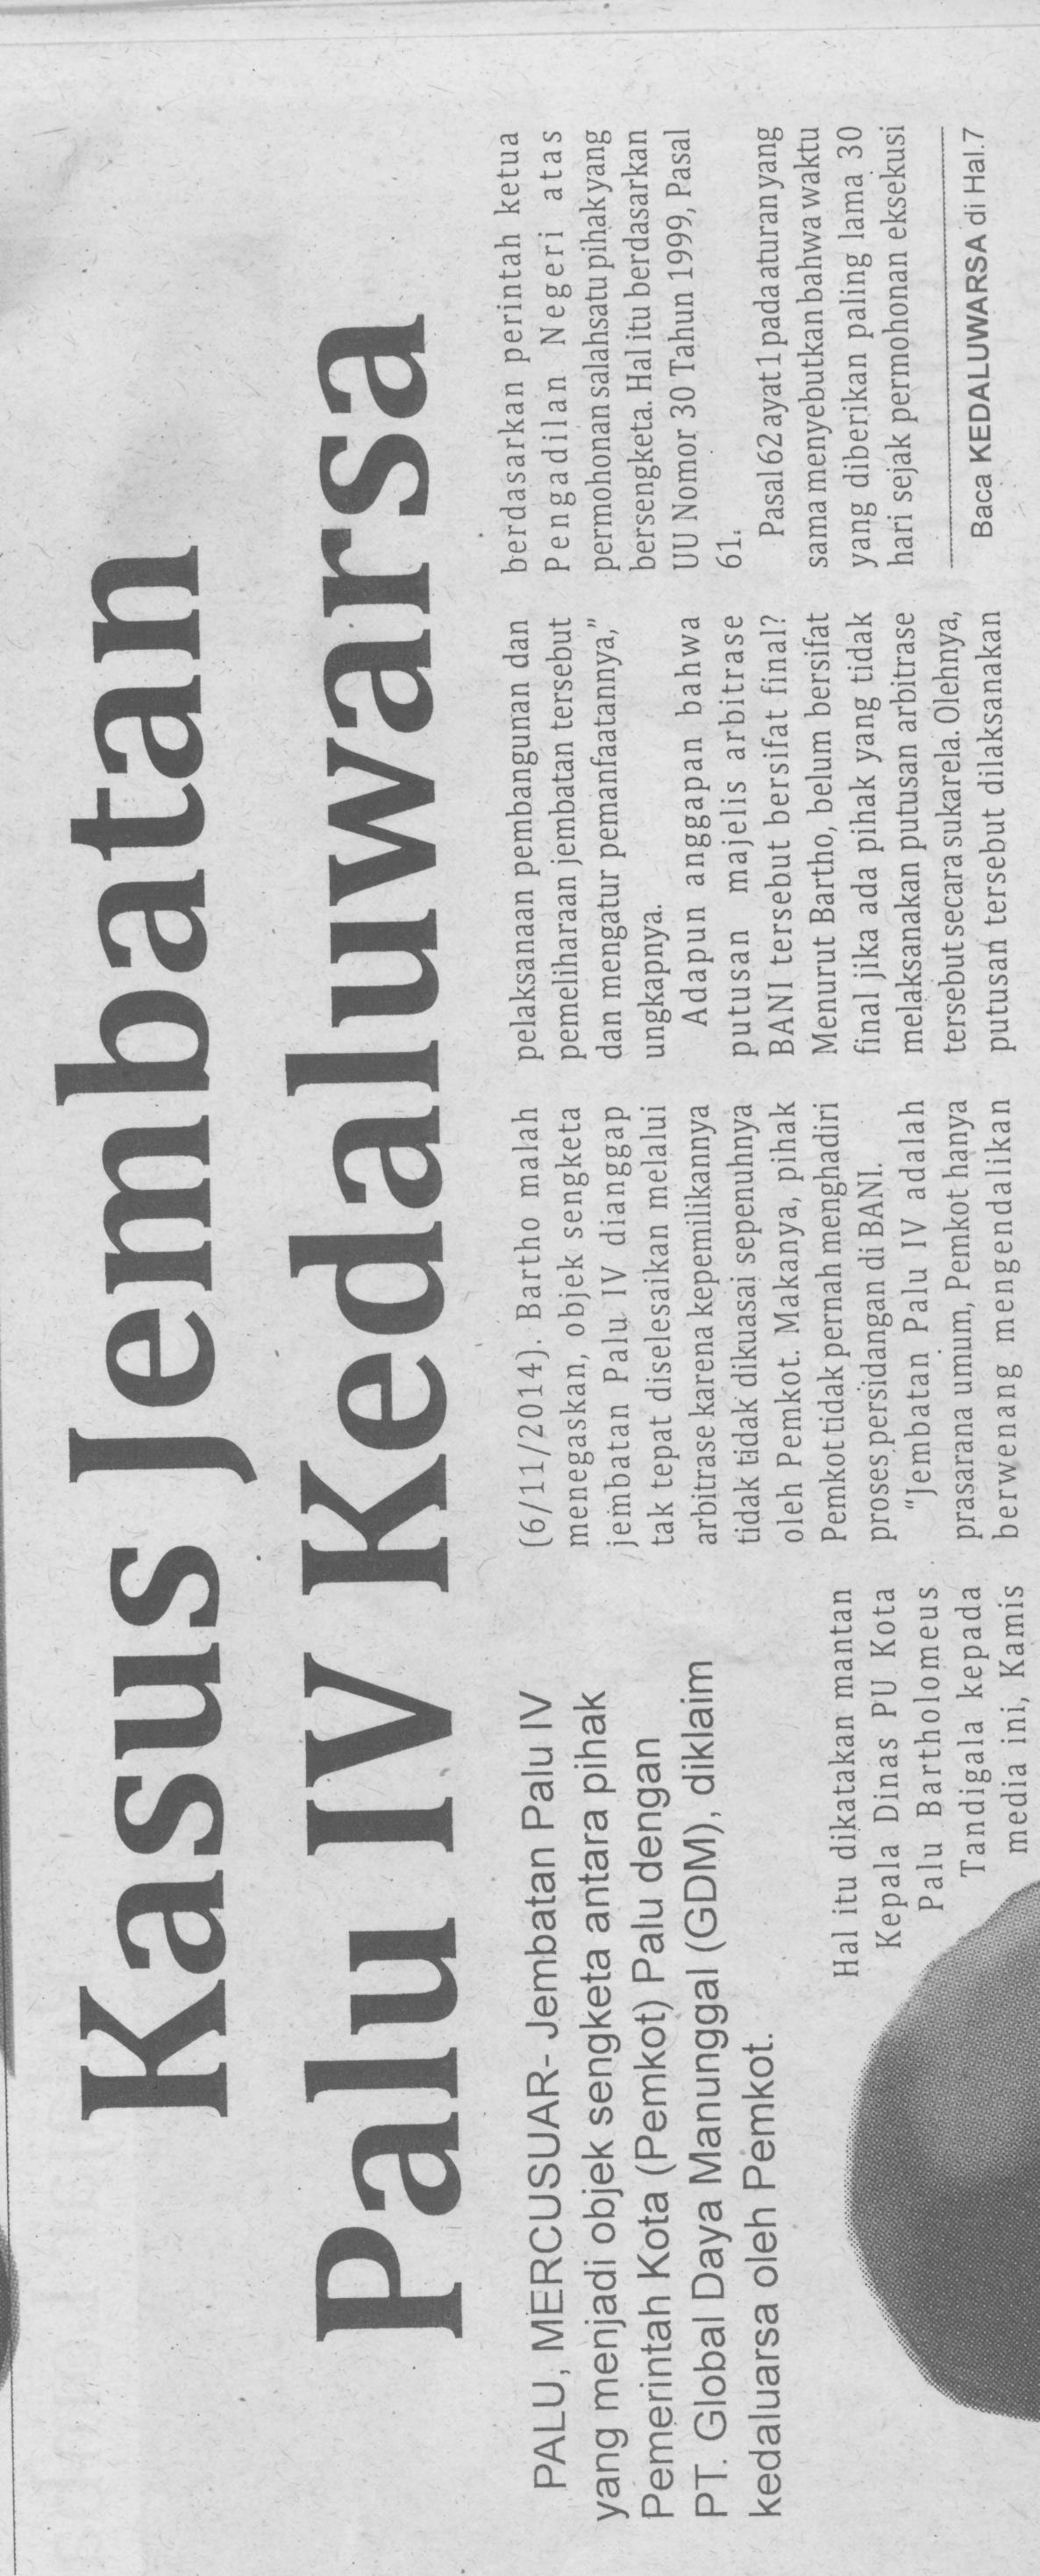 Kasus Jembatan
Palu IV Kedaluwarsa
PALU, MERCUSUAR- Jembatan Palu IV
yang menjadi objek sengketa antara pihak
Pemerintah Kota (Pemkot) Palu dengan
PT. Global Daya Manunggal (GDM), diklaim
kedaluarsa oleh Pemkot.
Hal itu dikatakan mantan
Kepala Dinas PU Kota
Palu Bartholomeus
Tandigala kepada
media ini, Kamis
(6/11/2014). Bartho malah
menegaskan, objek sengketa
jembatan Palu IV dianggap
tak tepat diselesaikan melalui
arbitrase karena kepemilikannya
tidak tidak dikuasai sepenuhnya
oleh Pemkot. Makanya, pihak
Pemkot tidak pernah menghadiri
proses persidangan di BANI.
“Jembatan Palu IV adalah
prasarana umum, Pemkot hanya
berwenang mengendalikan
pelaksanaan pembangunan dan
pemeliharaan jembatan tersebut
dan mengatur pemanfaatannya,”
ungkapnya.
Adapun anggapan bahwa
putusan majelis arbitrase
BANI tersebut bersifat final?
Menurut Bartho, belum bersifat
final jika ada pihak yang tidak
melaksanakan putusan arbitrase
tersebut secara sukarela. Olehnya,
putusan tersebut dilaksanakan
berdasarkan perintah ketua
Pengadilan Negeri atas
permohonan salahsatu pihak yang
bersengketa. Hal itu berdasarkan
UU Nomor 30 Tahun 1999, Pasal
61.
Pasal 62 ayat 1 pada aturan yang
sama menyebutkan bahwa waktu
yang diberikan paling lama 30
hari sejak permohonan eksekusi
Baca KEDALUWARSA di Hal.7